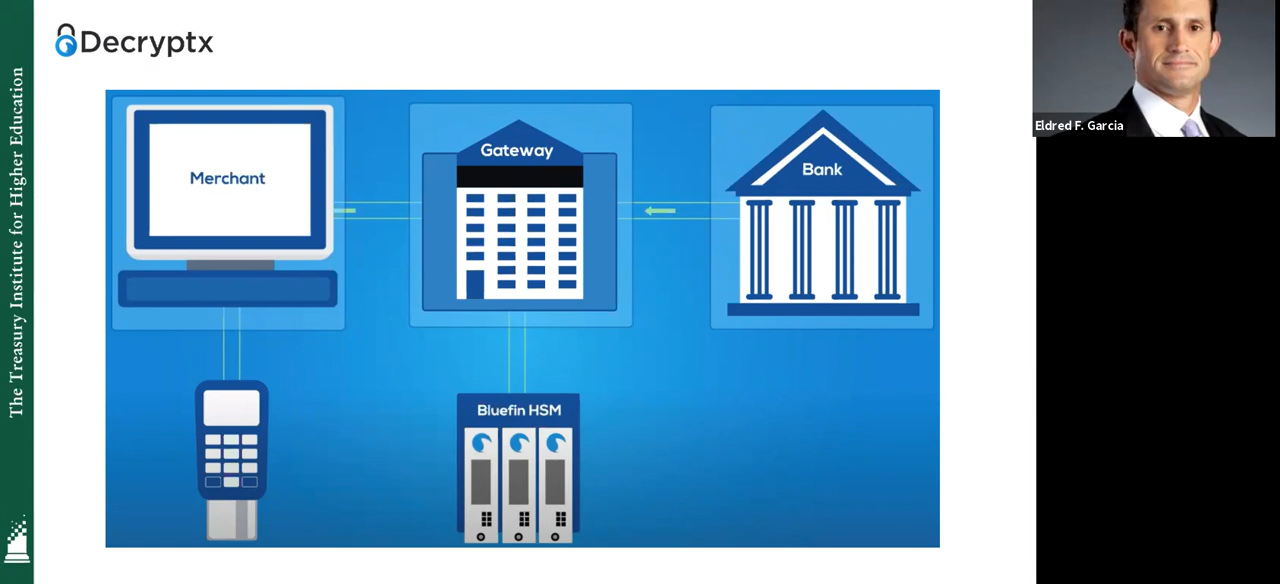 The Treasury Institute for Higher Education
Decryptx
Eldred F. Garcia
Merchant
Gateway
Bank
Bluefin HSM